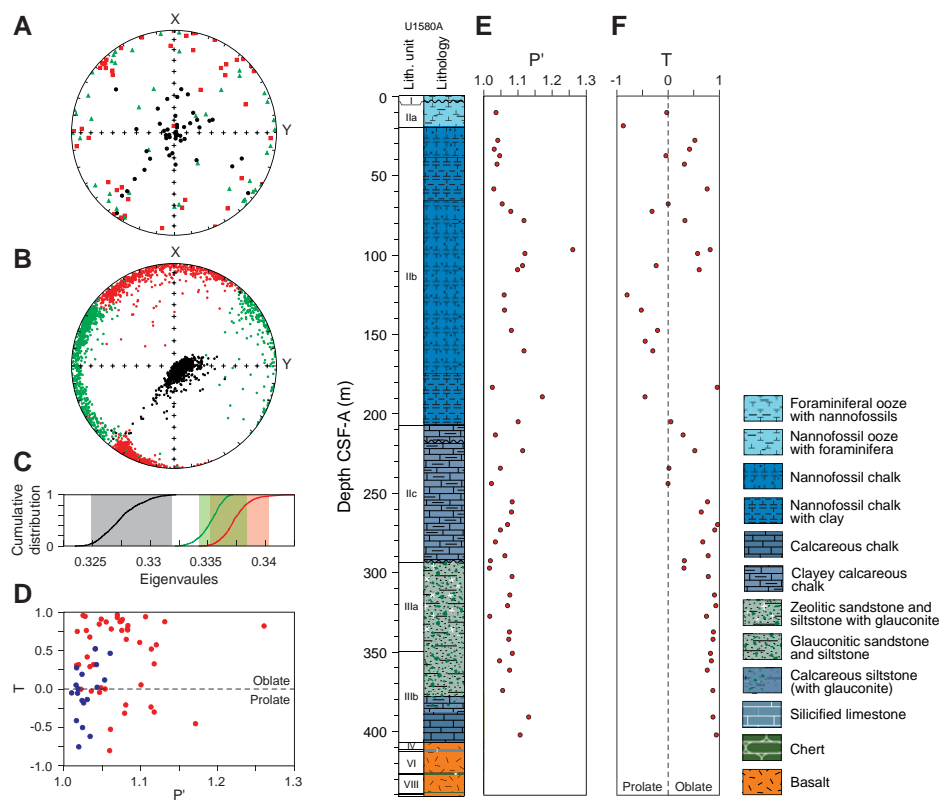 A
X
Y
B
X
Y
C
Cumulative
distribution
1
0
0.325
0.33
0.335
0.34
Eigenvaules
D
T
1.0
0.5
0.0
-0.5
-1.0
Oblate
Prolate
1.0
1.1
1.2
1.3
P'
U1580A
Lith. unit
Lithology
Depth CSF-A (m)
0
50
100
150
200
250
300
350
400
I
IIa
IIb
IIc
IIIa
IIIb
IV
VI
VIII
E
P'
1.0
1.1
1.2
1.3
F
T
-1
0
1
Prolate
Oblate
Foraminiferal ooze
with nannofossils
Nannofossil ooze
with foraminifera
Nannofossil chalk
Nannofossil chalk
with clay
Calcareous chalk
Clayey calcareous
chalk
Zeolitic sandstone and
siltstone with glauconite
Glauconitic sandstone
and siltstone
Calcareous siltstone
(with glauconite)
Silicified limestone
Chert
Basalt